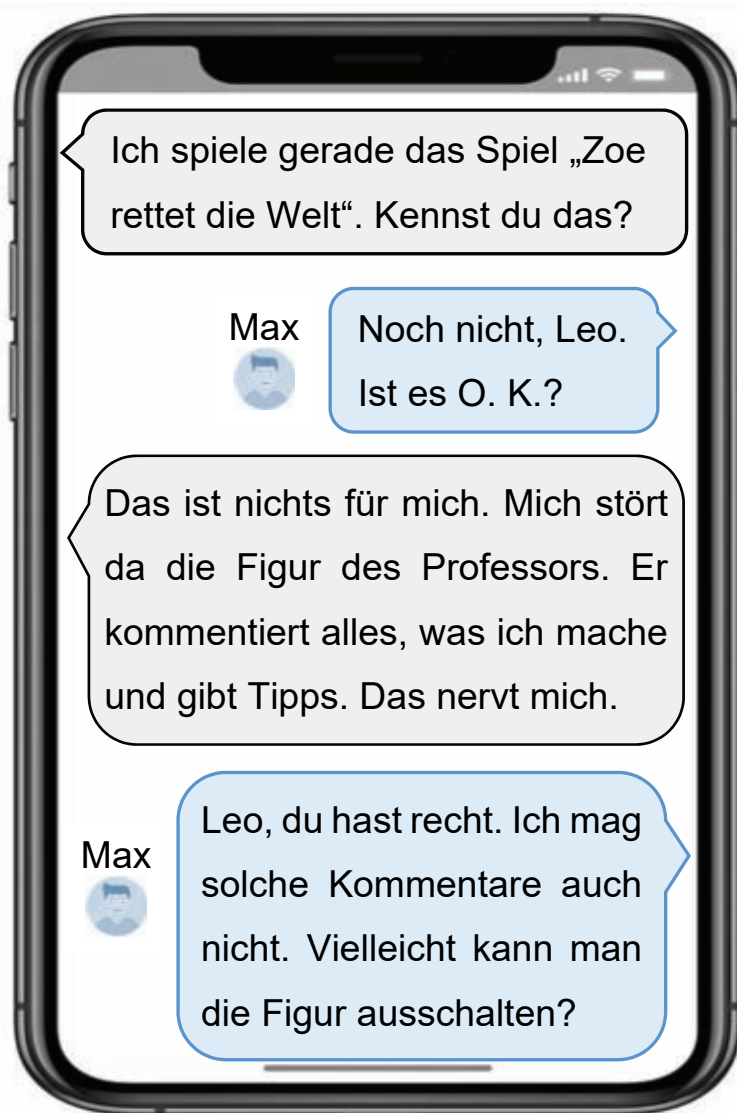 Ich spiele gerade das Spiel „Zoe
rettet die Welt“. Kennst du das?
Max
Noch nicht, Leo.
Ist es O. K.?
Das ist nichts für mich. Mich stört
da die Figur des Professors. Er
kommentiert alles, was ich mache
und gibt Tipps. Das nervt mich.
Max
Leo, du hast recht. Ich mag
solche Kommentare auch
nicht. Vielleicht kann man
die Figur ausschalten?